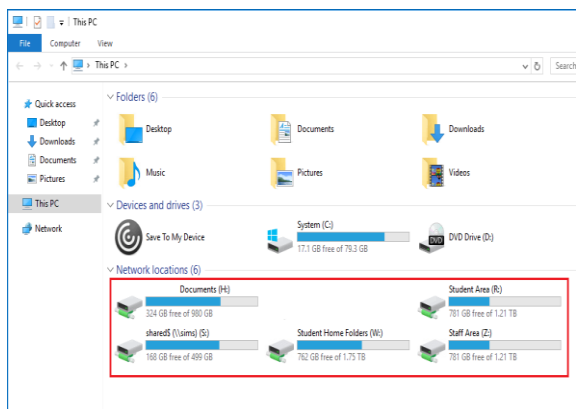 This PC
File Computer View
This PC
Search
Quick access
Desktop
Downloads
Documents
Pictures
This PC
Network
Folders (6)
Desktop
Documents
Downloads
Music
Pictures
Videos
Devices and drives (3)
Save To My Device
System (C:)
17.1 GB free of 79.3 GB
DVD
DVD Drive (D:)
Network locations (6)
Documents (H:)
324 GB free of 980 GB
Student Area (R:)
781 GB free of 1.21 TB
shared$ (\\sims) (S:)
168 GB free of 499 GB
Student Home Folders (W:)
762 GB free of 1.75 TB
Staff Area (Z:)
781 GB free of 1.21 TB